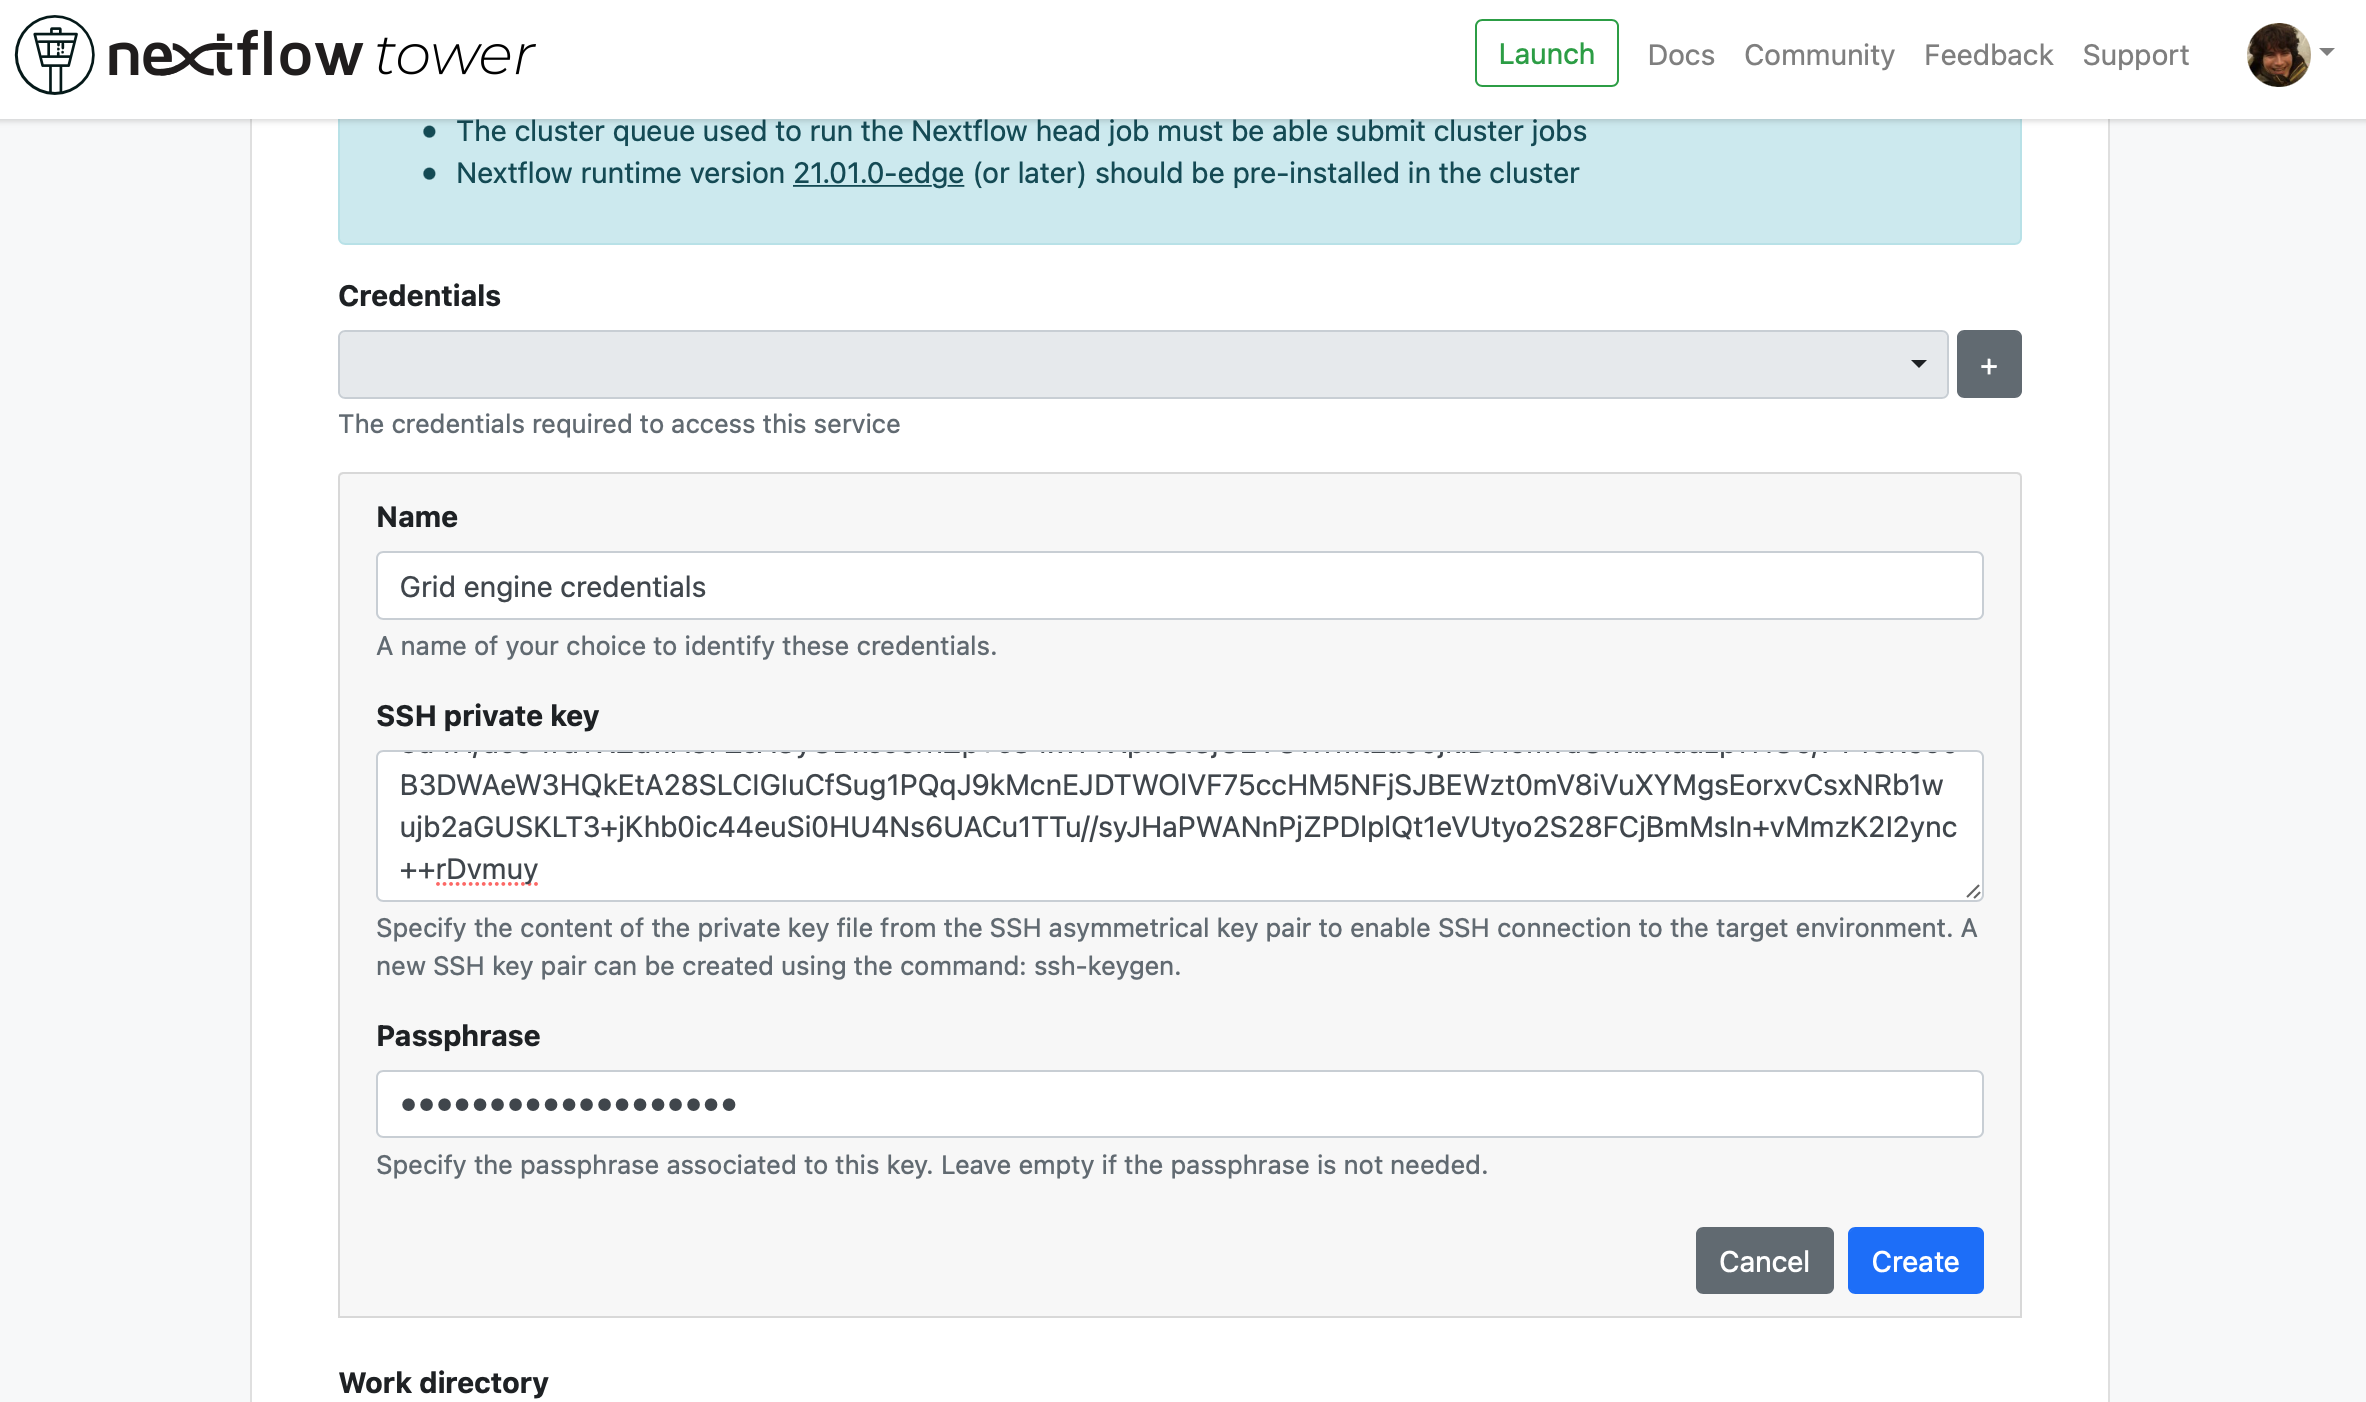 nextflow tower
Launch Docs Community Feedback Support
The cluster queue used to run the Nextflow head job must be able submit cluster jobs
Nextflow runtime version 21.01.0-edge (or later) should be pre-installed in the cluster
Credentials
+
The credentials required to access this service
Name
Grid engine credentials
A name of your choice to identify these credentials.
SSH private key
B3DWAeW3HQkEtA28SLCIGIuCfSug1PQqJ9kMcnEJDTWOlVF75ccHM5NFjSJBEWzt0mV8iVuXYMgsEorxvCsxNRb1w
ujb2aGUSKLT3+jKhb0ic44euSi0HU4Ns6UACu1TTu//syJHaPWANnPjZPDlplQt1eVUtyo2S28FCjBmMsIn+vMmzK2I2ync
++rDvmuy
Specify the content of the private key file from the SSH asymmetrical key pair to enable SSH connection to the target environment. A
new SSH key pair can be created using the command: ssh-keygen.
Passphrase
•••••••••••••••••••
Specify the passphrase associated to this key. Leave empty if the passphrase is not needed.
Cancel Create
Work directory